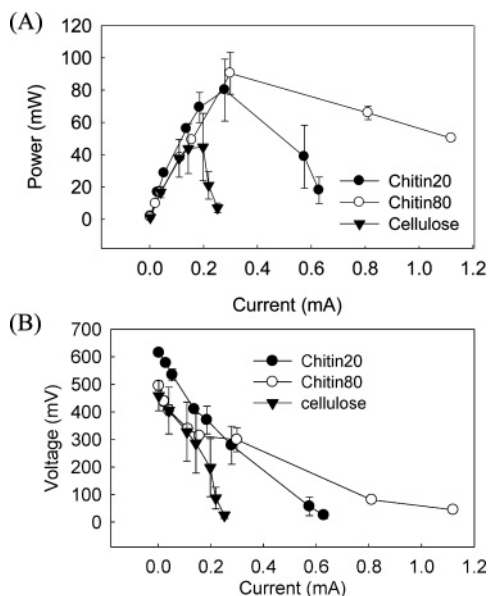 (A)
120
100
80
60
40
20
0
Power (mW)
Chitin20
Chitin80
Cellulose
0.0 0.2 0.4 0.6 0.8 1.0 1.2
Current (mA)
(B)
700
600
500
400
300
200
100
0
Voltage (mV)
Chitin20
Chitin80
cellulose
0.0 0.2 0.4 0.6 0.8 1.0 1.2
Current (mA)